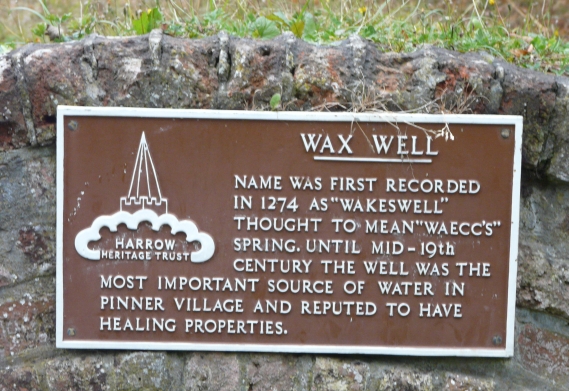 WAX WELL
NAME WAS FIRST RECORDED
IN 1274 AS "WAKESWELL"
THOUGHT TO MEAN "WAECC'S"
SPRING. UNTIL MID-19th
CENTURY THE WELL WAS THE
MOST IMPORTANT SOURCE OF WATER IN
PINNER VILLAGE AND REPUTED TO HAVE
HEALING PROPERTIES.
HARROW
HERITAGE TRUST